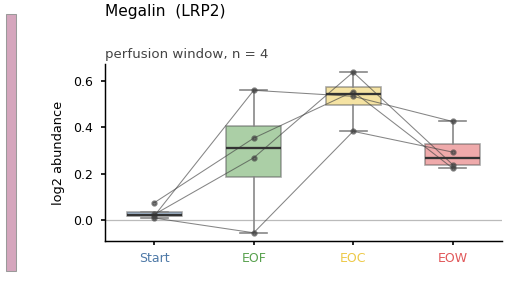 Megalin (LRP2)
perfusion window, n = 4
log2 abundance
0.6
0.4
0.2
0.0
Start EOF EOC EOW